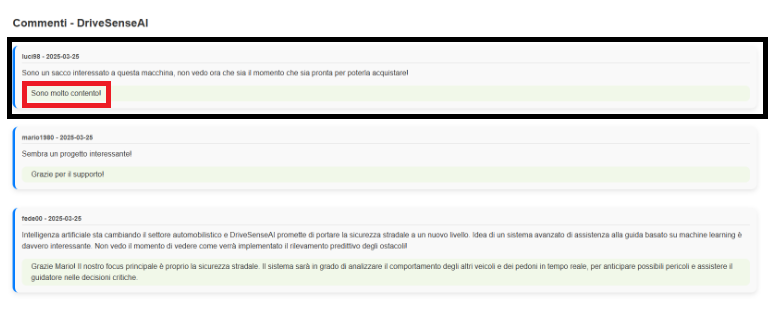 Commenti - DriveSenseAI
luci98 - 2025-03-25
Sono un sacco interessato a questa macchina, non vedo ora che sia il momento che sia pronta per poterla acquistare!
Sono molto contento!
mario1980 - 2025-03-25
Sembra un progetto interessante!
Grazie per il supporto!
fede00 - 2025-03-25
Intelligenza artificiale sta cambiando il settore automobilistico e DriveSenseAI promette di portare la sicurezza stradale a un nuovo livello. Idea di un sistema avanzato di assistenza alla guida basato su machine learning è
davvero interessante. Non vedo il momento di vedere come verrà implementato il rilevamento predittivo degli ostacoli!
Grazie Mario! Il nostro focus principale è proprio la sicurezza stradale. Il sistema sarà in grado di analizzare il comportamento degli altri veicoli e dei pedoni in tempo reale, per anticipare possibili pericoli e assistere il
guidatore nelle decisioni critiche.